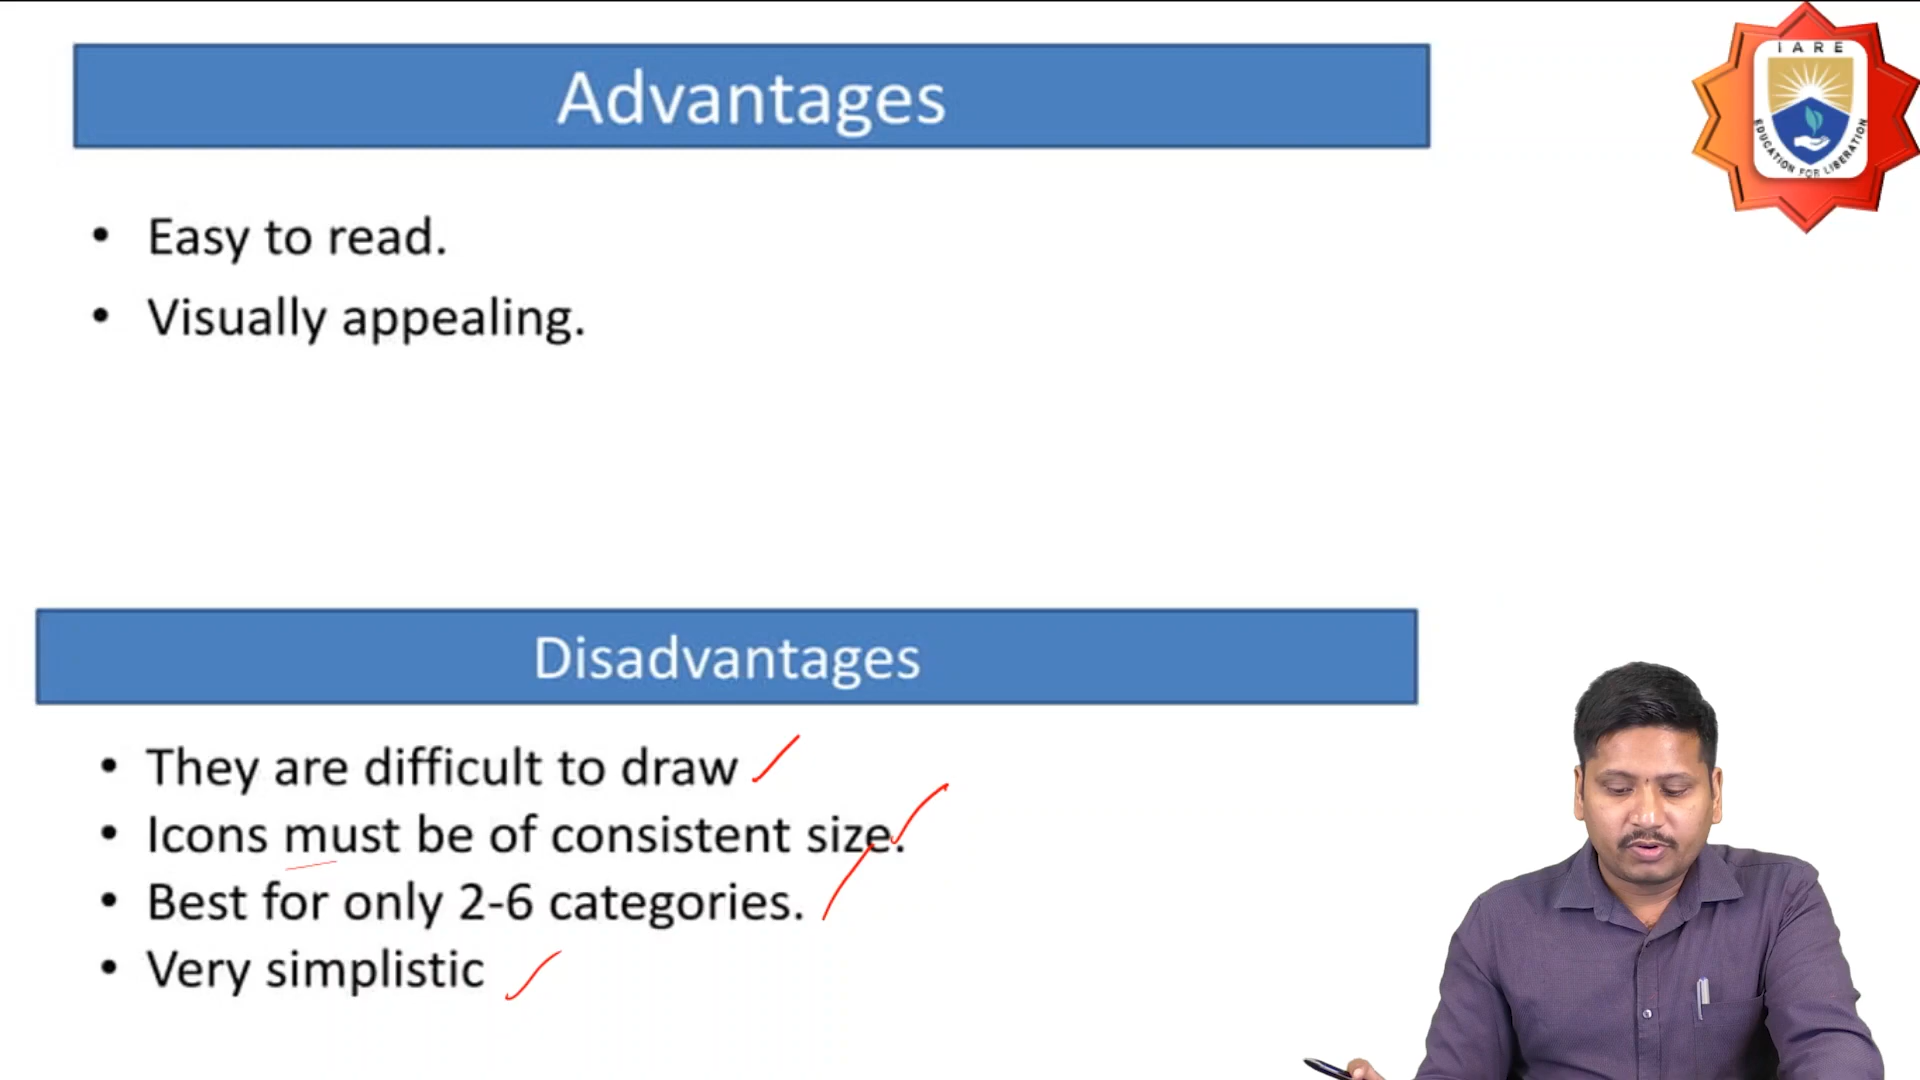 Advantages
IARE
EDUCATION FOR LIBERATION
• Easy to read.
• Visually appealing.
Disadvantages
• They are difficult to draw
• Icons must be of consistent size.
• Best for only 2-6 categories.
• Very simplistic